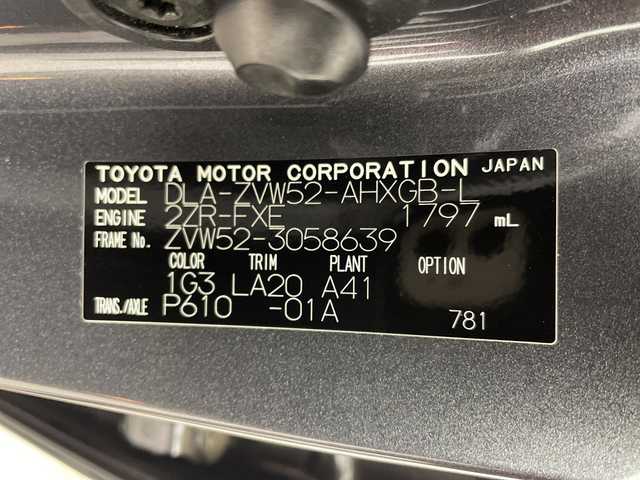 TOYOTA MOTOR CORPORATION JAPAN
MODEL DLA-ZVW52-AHXGB-L
ENGINE 2ZR-FXE 1797 mL
FRAME No. ZVW52-3058639
COLOR TRIM PLANT OPTION
1G3 LA20 A41
TRANS./AXLE P610 -01A 781